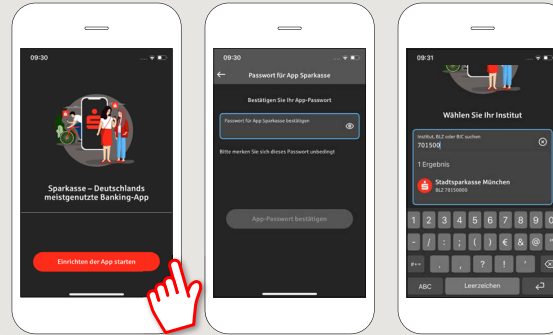 09:30
Sparkasse – Deutschlands
meistgenutzte Banking-App
Einrichten der App starten
09:30
Passwort für App Sparkasse
Bestätigen Sie Ihr App-Passwort
Passwort für App Sparkasse bestätigen
Bitte merken Sie sich dieses Passwort unbedingt
App-Passwort bestätigen
09:31
Wählen Sie Ihr Institut
Institut, BLZ oder BIC suchen
701500
1 Ergebnis
Stadtsparkasse München
BLZ 70150000
1 2 3 4 5 6 7 8 9 0
- / : ; ( ) € & @ "
#+= . , ? ! '
ABC Leerzeichen